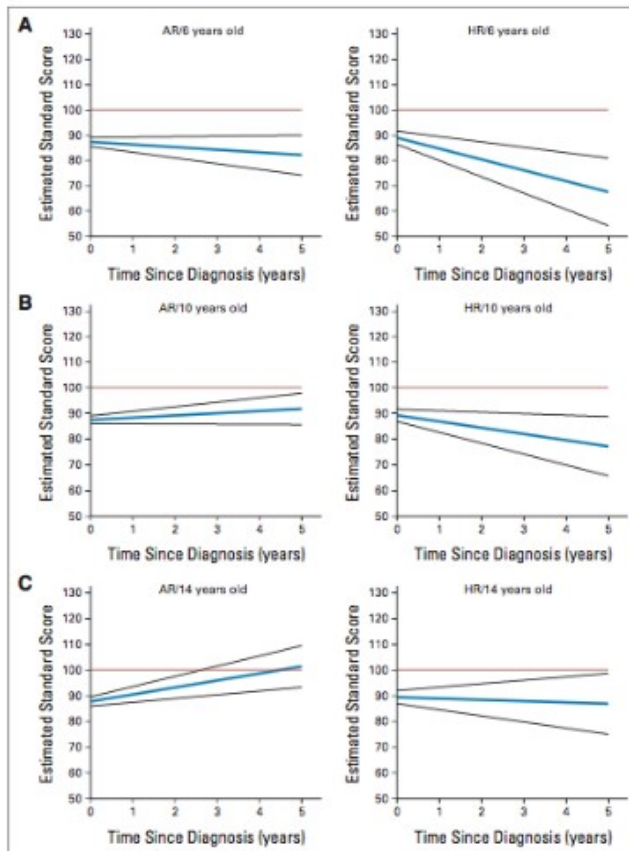 A
AR/6 years old
Estimated Standard Score
130
120
110
100
90
80
70
60
50
0 1 2 3 4 5
Time Since Diagnosis (years)
HR/6 years old
Estimated Standard Score
130
120
110
100
90
80
70
60
50
0 1 2 3 4 5
Time Since Diagnosis (years)
B
AR/10 years old
Estimated Standard Score
130
120
110
100
90
80
70
60
50
0 1 2 3 4 5
Time Since Diagnosis (years)
HR/10 years old
Estimated Standard Score
130
120
110
100
90
80
70
60
50
0 1 2 3 4 5
Time Since Diagnosis (years)
C
AR/14 years old
Estimated Standard Score
130
120
110
100
90
80
70
60
50
0 1 2 3 4 5
Time Since Diagnosis (years)
HR/14 years old
Estimated Standard Score
130
120
110
100
90
80
70
60
50
0 1 2 3 4 5
Time Since Diagnosis (years)